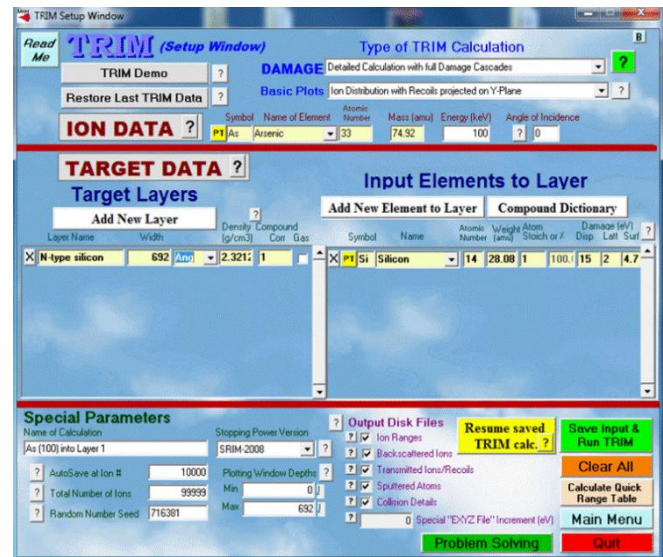 TRIM Setup Window
Read Me
TRIM (Setup Window)
Type of TRIM Calculation
B
TRIM Demo ?
DAMAGE Detailed Calculation with full Damage Cascades ?
Restore Last TRIM Data ?
Basic Plots Ion Distribution with Recoils projected on Y-Plane ?
ION DATA ?
Symbol Name of Element Atomic Number Mass (amu) Energy (keV) Angle of Incidence
PT As Arsenic 33 74.92 100 ? 0
TARGET DATA ?
Target Layers
Input Elements to Layer
Add New Layer ?
Add New Element to Layer Compound Dictionary
Layer Name Width Density (g/cm3) Compound Corr Gas
Symbol Name Atomic Number Weight (amu) Atom Stoich or % Damage (eV) Disp Latt Surf ?
X N-type silicon 692 Ang 2.3212 1
X PT Si Silicon 14 28.08 1 100. 15 2 4.7
Special Parameters
Name of Calculation
As (100) into Layer 1
Stopping Power Version
SRIM-2008 ?
? AutoSave at Ion # 10000
? Total Number of Ions 99999
? Random Number Seed 716381
Plotting Window Depths ?
Min 0
Max 692
? Output Disk Files
? Ion Ranges
? Backscattered Ions
? Transmitted Ions/Recoils
? Sputtered Atoms
? Collision Details
? 0 Special "EXYZ File" Increment (eV)
Resume saved TRIM calc. ?
Save Input & Run TRIM
Clear All
Calculate Quick Range Table
Main Menu
Problem Solving
Quit